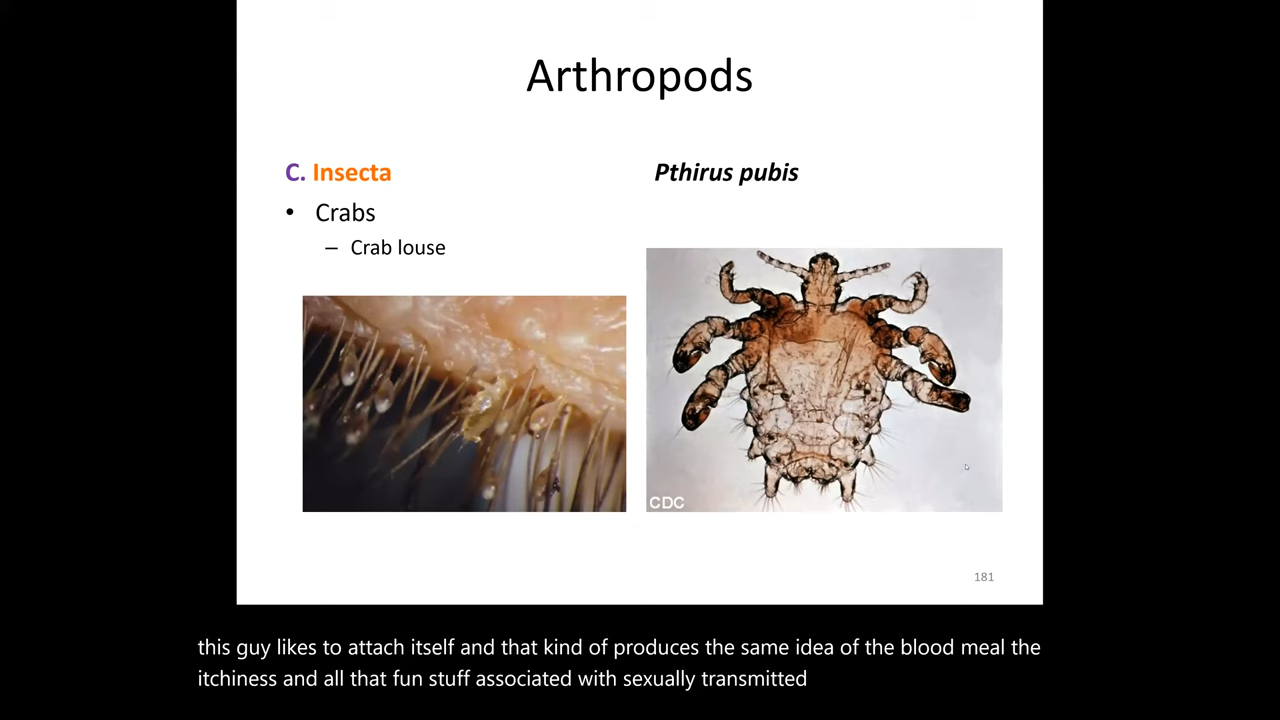 Arthropods
C. Insecta
• Crabs
– Crab louse
Pthirus pubis
CDC
181
this guy likes to attach itself and that kind of produces the same idea of the blood meal the
itchiness and all that fun stuff associated with sexually transmitted